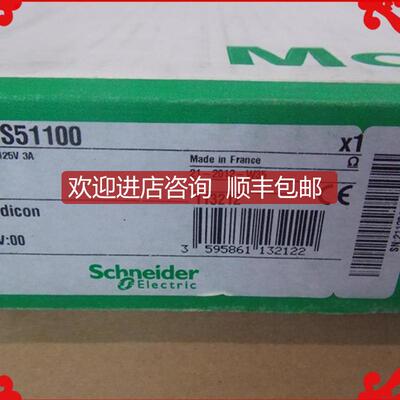 Mo
S51100
x1
125V 3A
Made in France
欢迎进店咨询 顺丰包邮
CE
dicon
V:00
3 595861 132122
Schneider
Electric